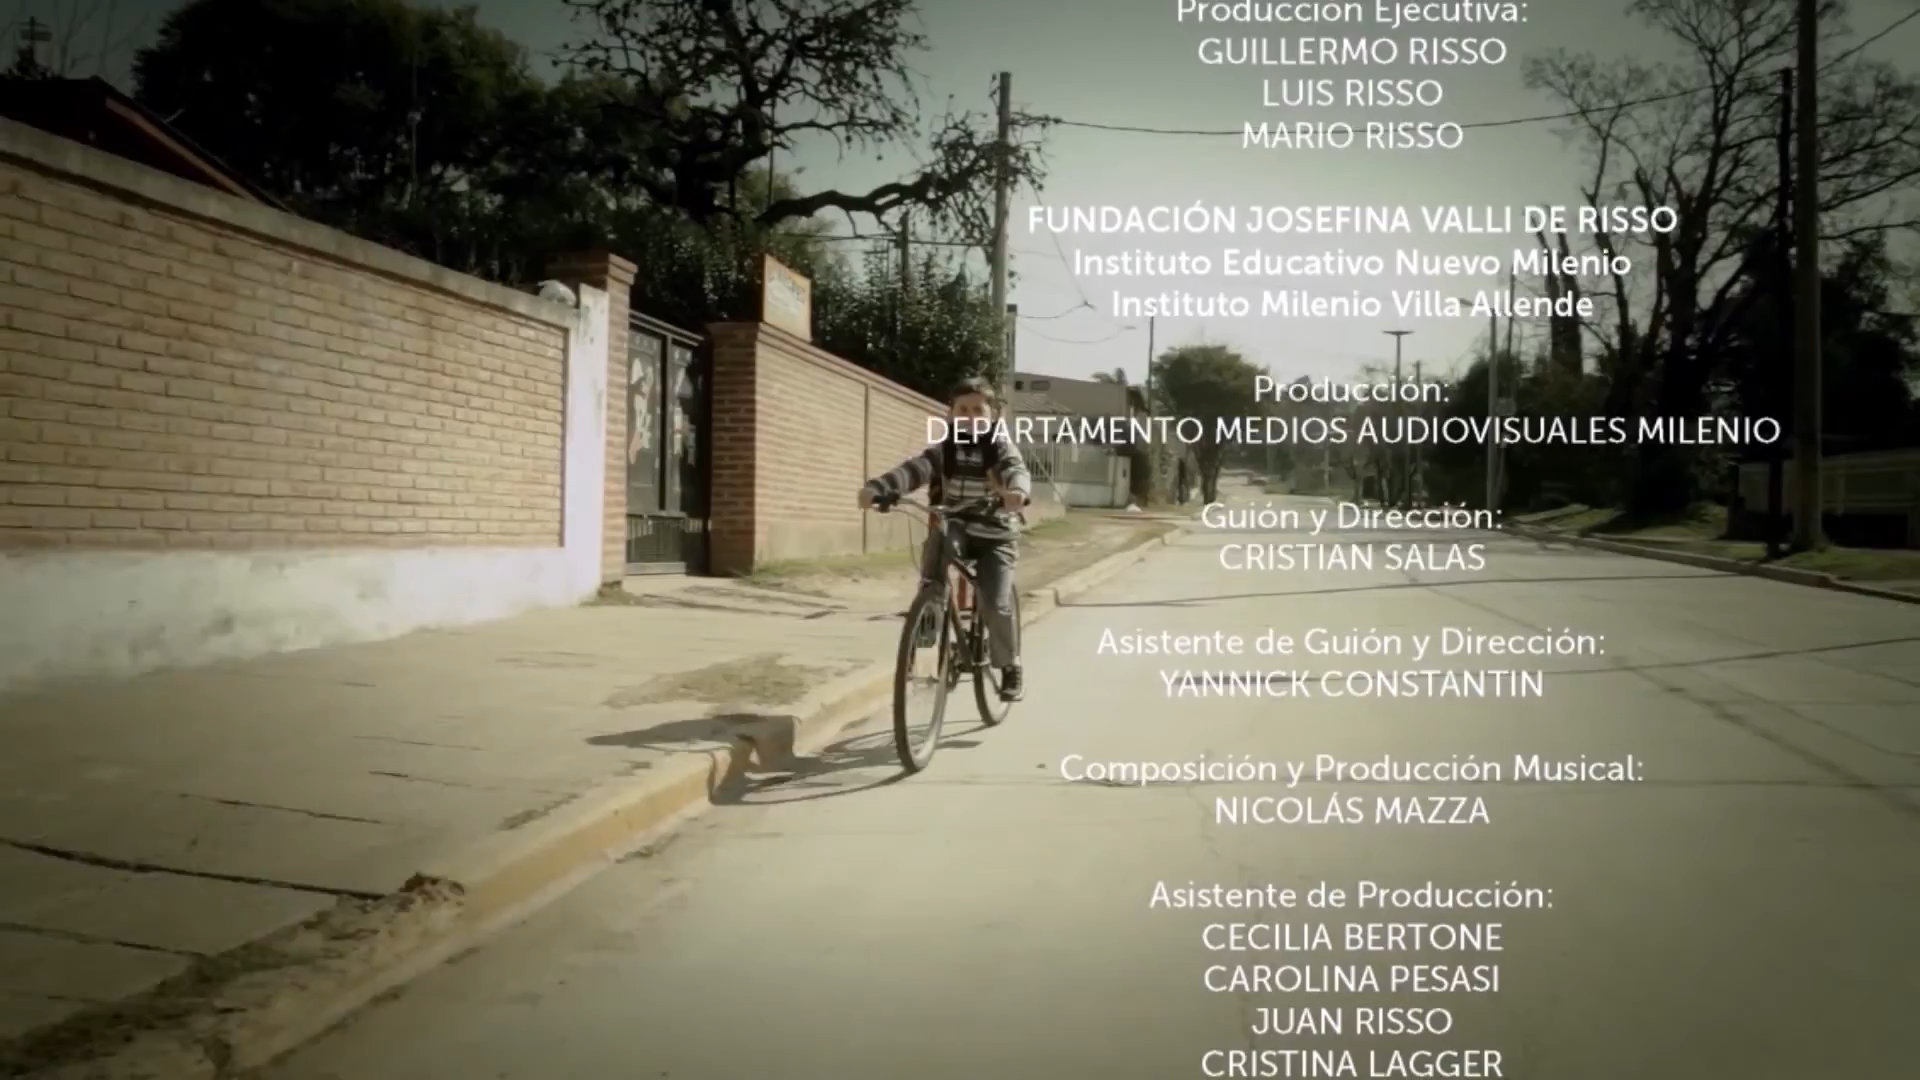 Producción Ejecutiva:
GUILLERMO RISSO
LUIS RISSO
MARIO RISSO
FUNDACIÓN JOSEFINA VALLI DE RISSO
Instituto Educativo Nuevo Milenio
Instituto Milenio Villa Allende
Producción:
DEPARTAMENTO MEDIOS AUDIOVISUALES MILENIO
Guión y Dirección:
CRISTIAN SALAS
Asistente de Guión y Dirección:
YANNICK CONSTANTIN
Composición y Producción Musical:
NICOLÁS MAZZA
Asistente de Producción:
CECILIA BERTONE
CAROLINA PESASI
JUAN RISSO
CRISTINA LAGGER